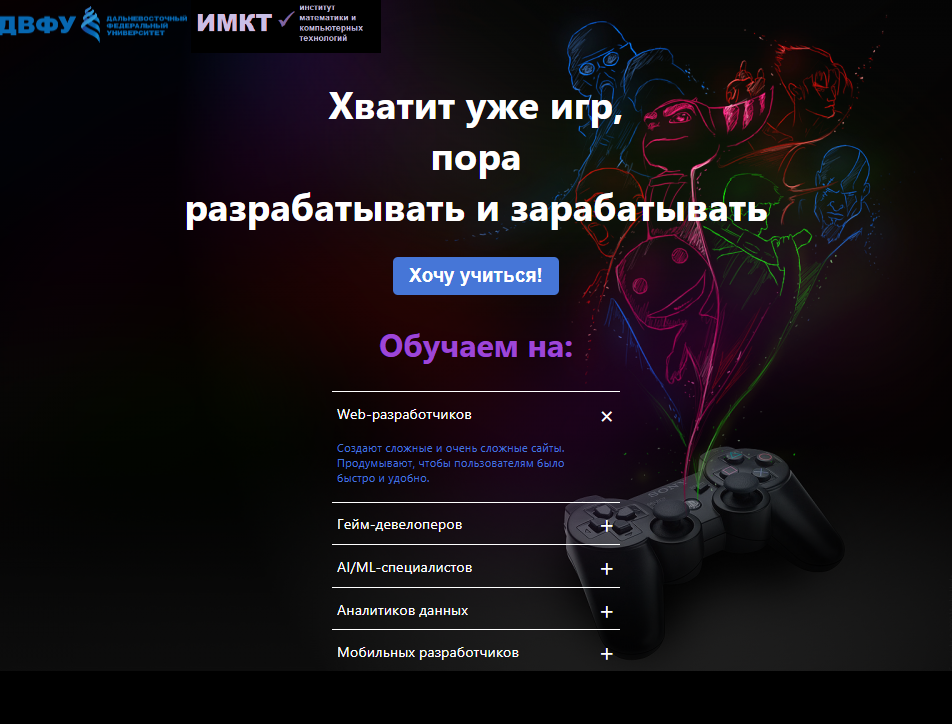 ДВФУ
ДАЛЬНЕВОСТОЧНЫЙ
ФЕДЕРАЛЬНЫЙ
УНИВЕРСИТЕТ
ИМКТ
ИНСТИТУТ
МАТЕМАТИКИ И
КОМПЬЮТЕРНЫХ
ТЕХНОЛОГИЙ
Хватит уже игр,
пора
разрабатывать и зарабатывать
Хочу учиться!
Обучаем на:
Web-разработчиков
Создают сложные и очень сложные сайты.
Продумывают, чтобы пользователям было
быстро и удобно.
Гейм-девелоперов
AI/ML-специалистов
Аналитиков данных
Мобильных разработчиков
SONY